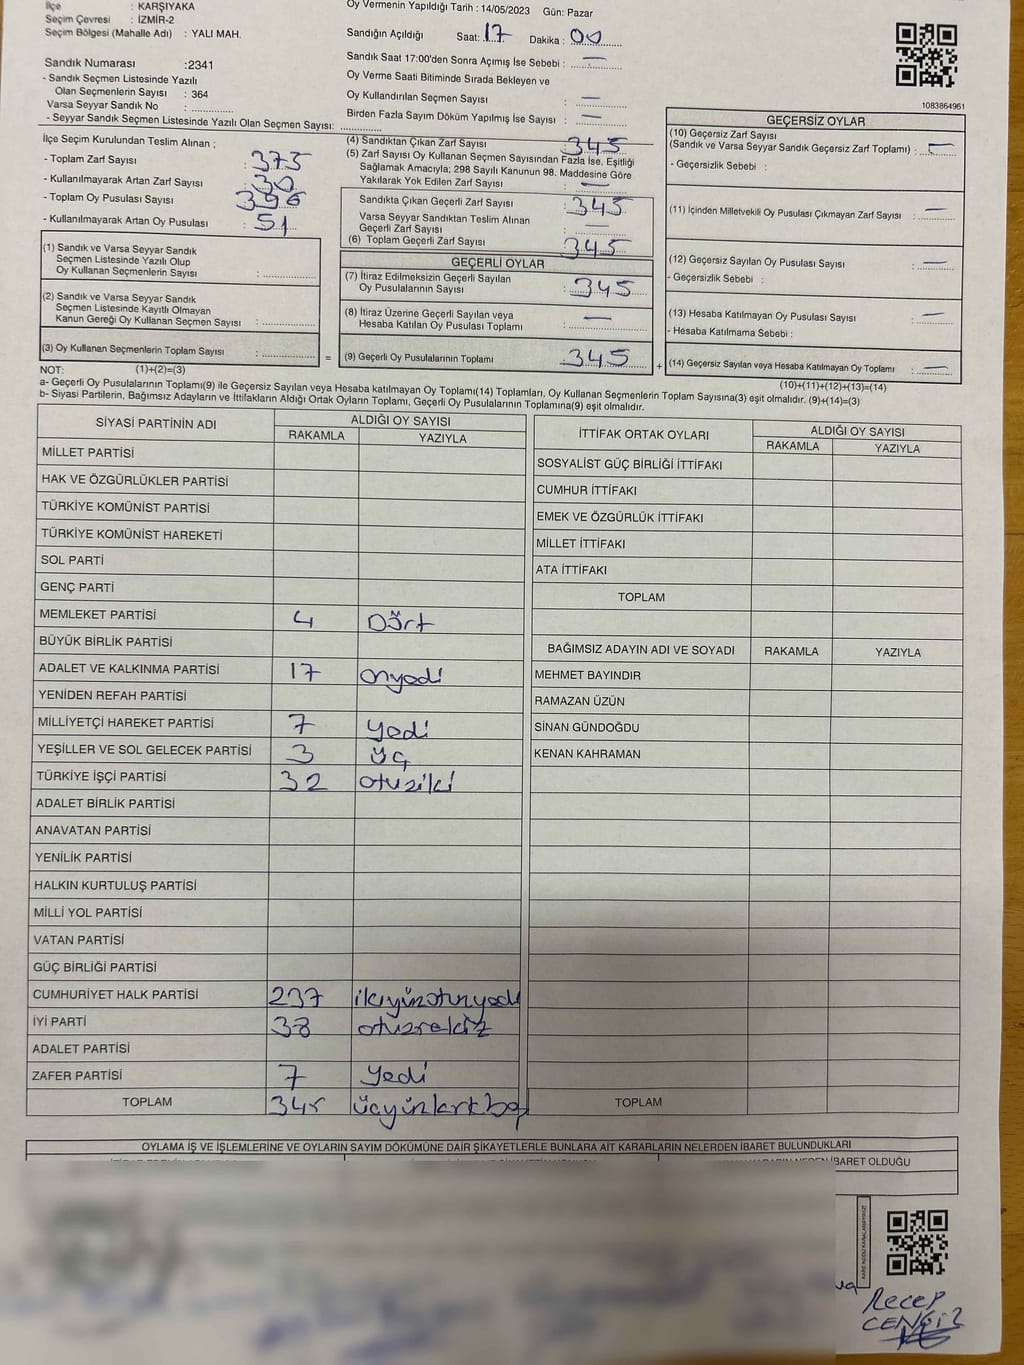 İlçe : KARŞIYAKA
Seçim Çevresi : İZMİR-2
Seçim Bölgesi (Mahalle Adı) : YALI MAH.
Sandık Numarası :2341
- Sandık Seçmen Listesinde Yazılı
Olan Seçmenlerin Sayısı : 364
Varsa Seyyar Sandık No :
- Seyyar Sandık Seçmen Listesinde Yazılı Olan Seçmen Sayısı:
Oy Vermenin Yapıldığı Tarih : 14/05/2023 Gün: Pazar
Sandığın Açıldığı Saat: 17 Dakika : 00
Sandık Saat 17:00'den Sonra Açımış İse Sebebi : —
Oy Verme Saati Bitiminde Sırada Bekleyen ve
Oy Kullandırılan Seçmen Sayısı : —
Birden Fazla Sayım Döküm Yapılmış İse Sayısı : —
1083864961
İlçe Seçim Kurulundan Teslim Alınan ;
- Toplam Zarf Sayısı : 375
- Kullanılmayarak Artan Zarf Sayısı : 30
- Toplam Oy Pusulası Sayısı : 396
- Kullanılmayarak Artan Oy Pusulası : 51
(1) Sandık ve Varsa Seyyar Sandık
Seçmen Listesinde Yazılı Olup
Oy Kullanan Seçmenlerin Sayısı :
(2) Sandık ve Varsa Seyyar Sandık
Seçmen Listesinde Kayıtlı Olmayan
Kanun Gereği Oy Kullanan Seçmen Sayısı :
(3) Oy Kullanan Seçmenlerin Toplam Sayısı :
(4) Sandıktan Çıkan Zarf Sayısı : 345
(5) Zarf Sayısı Oy Kullanan Seçmen Sayısından Fazla İse, Eşitliği
Sağlamak Amacıyla; 298 Sayılı Kanunun 98. Maddesine Göre
Yakılarak Yok Edilen Zarf Sayısı : —
Sandıkta Çıkan Geçerli Zarf Sayısı : 345
Varsa Seyyar Sandıktan Teslim Alınan
Geçerli Zarf Sayısı : —
(6) Toplam Geçerli Zarf Sayısı : 345
GEÇERLİ OYLAR
(7) İtiraz Edilmeksizin Geçerli Sayılan
Oy Pusulalarının Sayısı : 345
(8) İtiraz Üzerine Geçerli Sayılan veya
Hesaba Katılan Oy Pusulası Toplamı : —
= (9) Geçerli Oy Pusulalarının Toplamı : 345
GEÇERSİZ OYLAR
(10) Geçersiz Zarf Sayısı
(Sandık ve Varsa Seyyar Sandık Geçersiz Zarf Toplamı) :
- Geçersizlik Sebebi :
(11) İçinden Milletvekili Oy Pusulası Çıkmayan Zarf Sayısı : —
(12) Geçersiz Sayılan Oy Pusulası Sayısı : —
- Geçersizlik Sebebi :
(13) Hesaba Katılmayan Oy Pusulası Sayısı : —
- Hesaba Katılmama Sebebi :
+ (14) Geçersiz Sayılan veya Hesaba Katılmayan Oy Toplamı : —
NOT: (1)+(2)=(3) (10)+(11)+(12)+(13)=(14)
a- Geçerli Oy Pusulalarının Toplamı(9) ile Geçersiz Sayılan veya Hesaba katılmayan Oy Toplamı(14) Toplamları, Oy Kullanan Seçmenlerin Toplam Sayısına(3) eşit olmalıdır. (9)+(14)=(3)
b- Siyasi Partilerin, Bağımsız Adayların ve İttifakların Aldığı Ortak Oyların Toplamı, Geçerli Oy Pusulalarının Toplamına(9) eşit olmalıdır.
SİYASİ PARTİNİN ADI ALDIĞI OY SAYISI
RAKAMLA YAZIYLA
MİLLET PARTİSİ
HAK VE ÖZGÜRLÜKLER PARTİSİ
TÜRKİYE KOMÜNİST PARTİSİ
TÜRKİYE KOMÜNİST HAREKETİ
SOL PARTİ
GENÇ PARTİ
MEMLEKET PARTİSİ 4 Dört
BÜYÜK BİRLİK PARTİSİ
ADALET VE KALKINMA PARTİSİ 17 onyedi
YENİDEN REFAH PARTİSİ
MİLLİYETÇİ HAREKET PARTİSİ 7 yedi
YEŞİLLER VE SOL GELECEK PARTİSİ 3 üç
TÜRKİYE İŞÇİ PARTİSİ 32 otuziki
ADALET BİRLİK PARTİSİ
ANAVATAN PARTİSİ
YENİLİK PARTİSİ
HALKIN KURTULUŞ PARTİSİ
MİLLİ YOL PARTİSİ
VATAN PARTİSİ
GÜÇ BİRLİĞİ PARTİSİ
CUMHURİYET HALK PARTİSİ 237 ikiyüzotuzyedi
İYİ PARTİ 38 otuzsekiz
ADALET PARTİSİ
ZAFER PARTİSİ 7 yedi
TOPLAM 345 üçyüzkırkbeş
İTTİFAK ORTAK OYLARI ALDIĞI OY SAYISI
RAKAMLA YAZIYLA
SOSYALİST GÜÇ BİRLİĞİ İTTİFAKI
CUMHUR İTTİFAKI
EMEK VE ÖZGÜRLÜK İTTİFAKI
MİLLET İTTİFAKI
ATA İTTİFAKI
TOPLAM
BAĞIMSIZ ADAYIN ADI VE SOYADI RAKAMLA YAZIYLA
MEHMET BAYINDIR
RAMAZAN ÜZÜN
SİNAN GÜNDOĞDU
KENAN KAHRAMAN
TOPLAM
OYLAMA İŞ VE İŞLEMLERİNE VE OYLARIN SAYIM DÖKÜMÜNE DAİR ŞİKAYETLERLE BUNLARA AİT KARARLARIN NELERDEN İBARET BULUNDUKLARI
İBARET OLDUĞU
Recep
CENGİZ